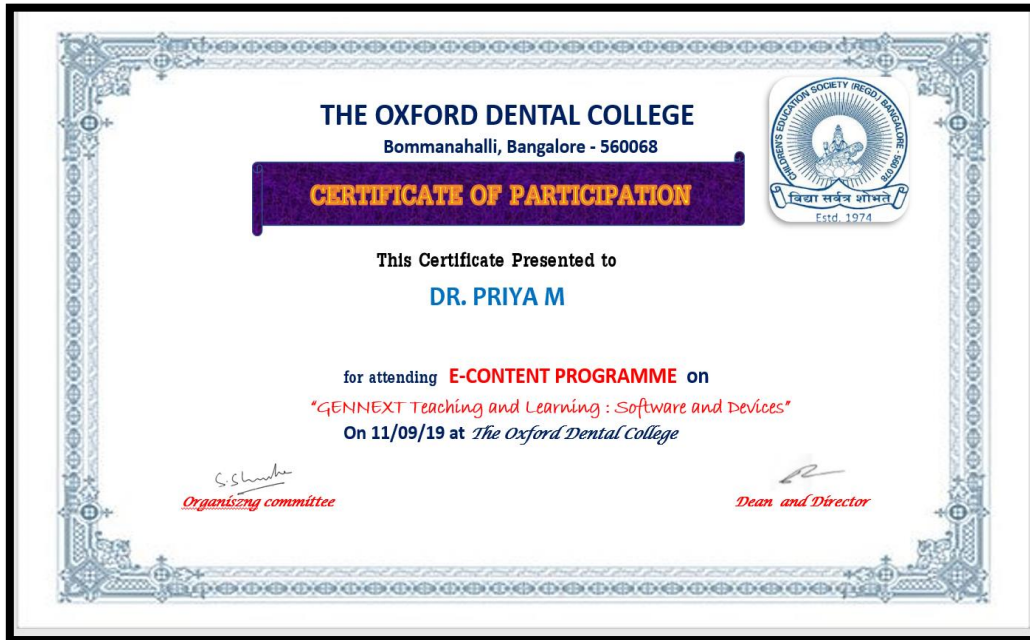 THE OXFORD DENTAL COLLEGE
Bommanahalli, Bangalore - 560068
CHILDREN'S EDUCATION SOCIETY (REGD.) BANGALORE - 560 078
विद्या सर्वत्र शोभते
Estd. 1974
CERTIFICATE OF PARTICIPATION
This Certificate Presented to
DR. PRIYA M
for attending E-CONTENT PROGRAMME on
"GENNEXT Teaching and Learning : Software and Devices"
On 11/09/19 at The Oxford Dental College
Organiszng committee
Dean and Director